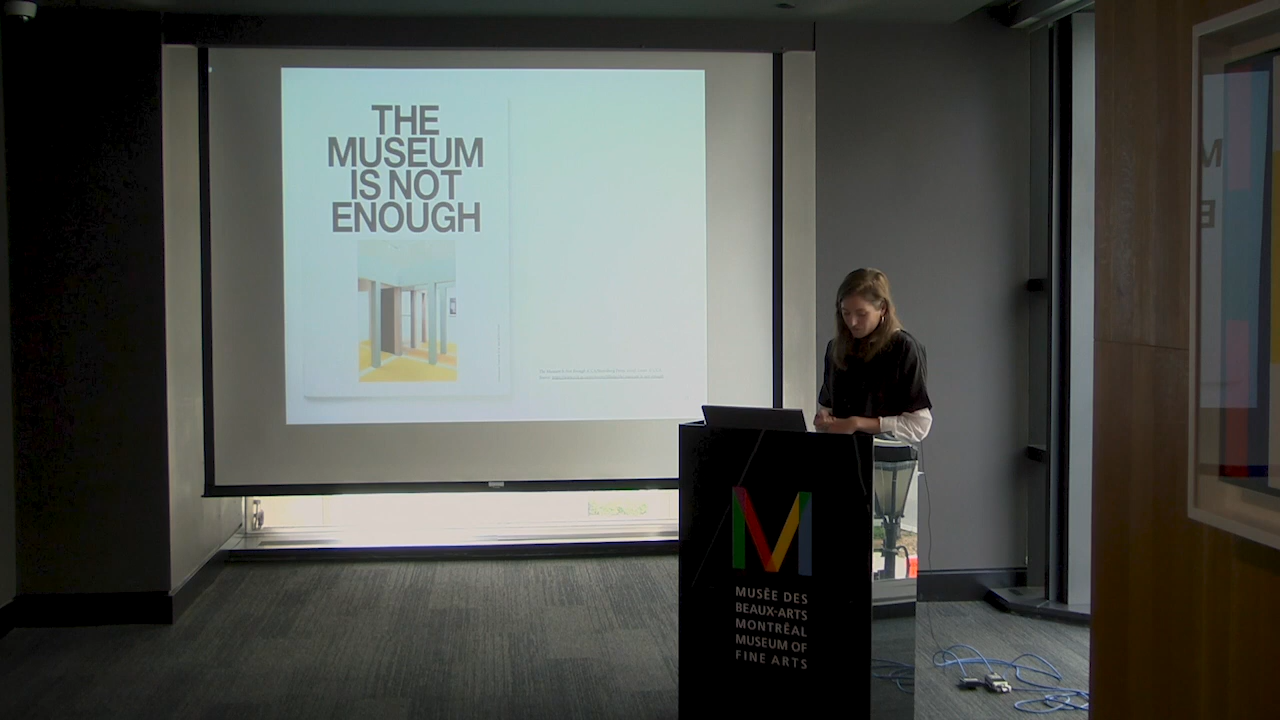 THE
MUSEUM
IS NOT
ENOUGH
MUSÉE DES
BEAUX-ARTS
MONTRÉAL
MUSEUM OF
FINE ARTS